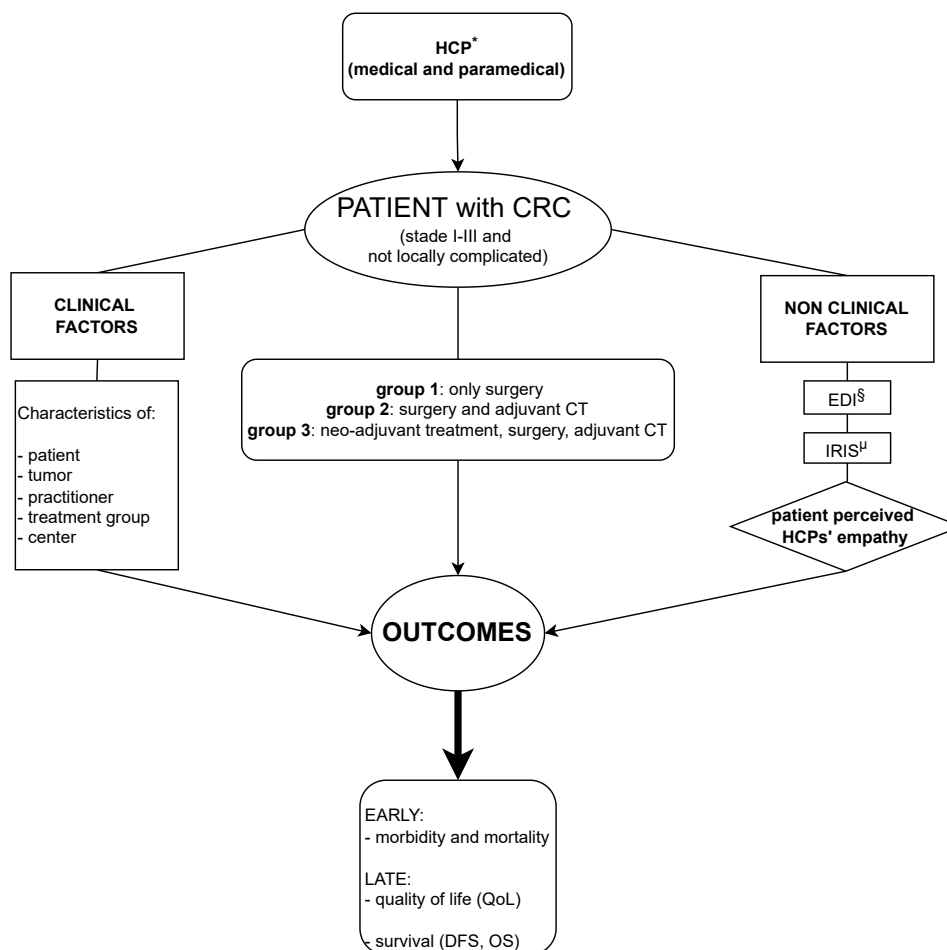 HCP*
(medical and paramedical)
PATIENT with CRC
(stade I-III and
not locally complicated)
CLINICAL
FACTORS
NON CLINICAL
FACTORS
Characteristics of:
- patient
- tumor
- practitioner
- treatment group
- center
group 1: only surgery
group 2: surgery and adjuvant CT
group 3: neo-adjuvant treatment, surgery, adjuvant CT
EDI§
IRISµ
patient perceived
HCPs' empathy
OUTCOMES
EARLY:
- morbidity and mortality
LATE:
- quality of life (QoL)
- survival (DFS, OS)